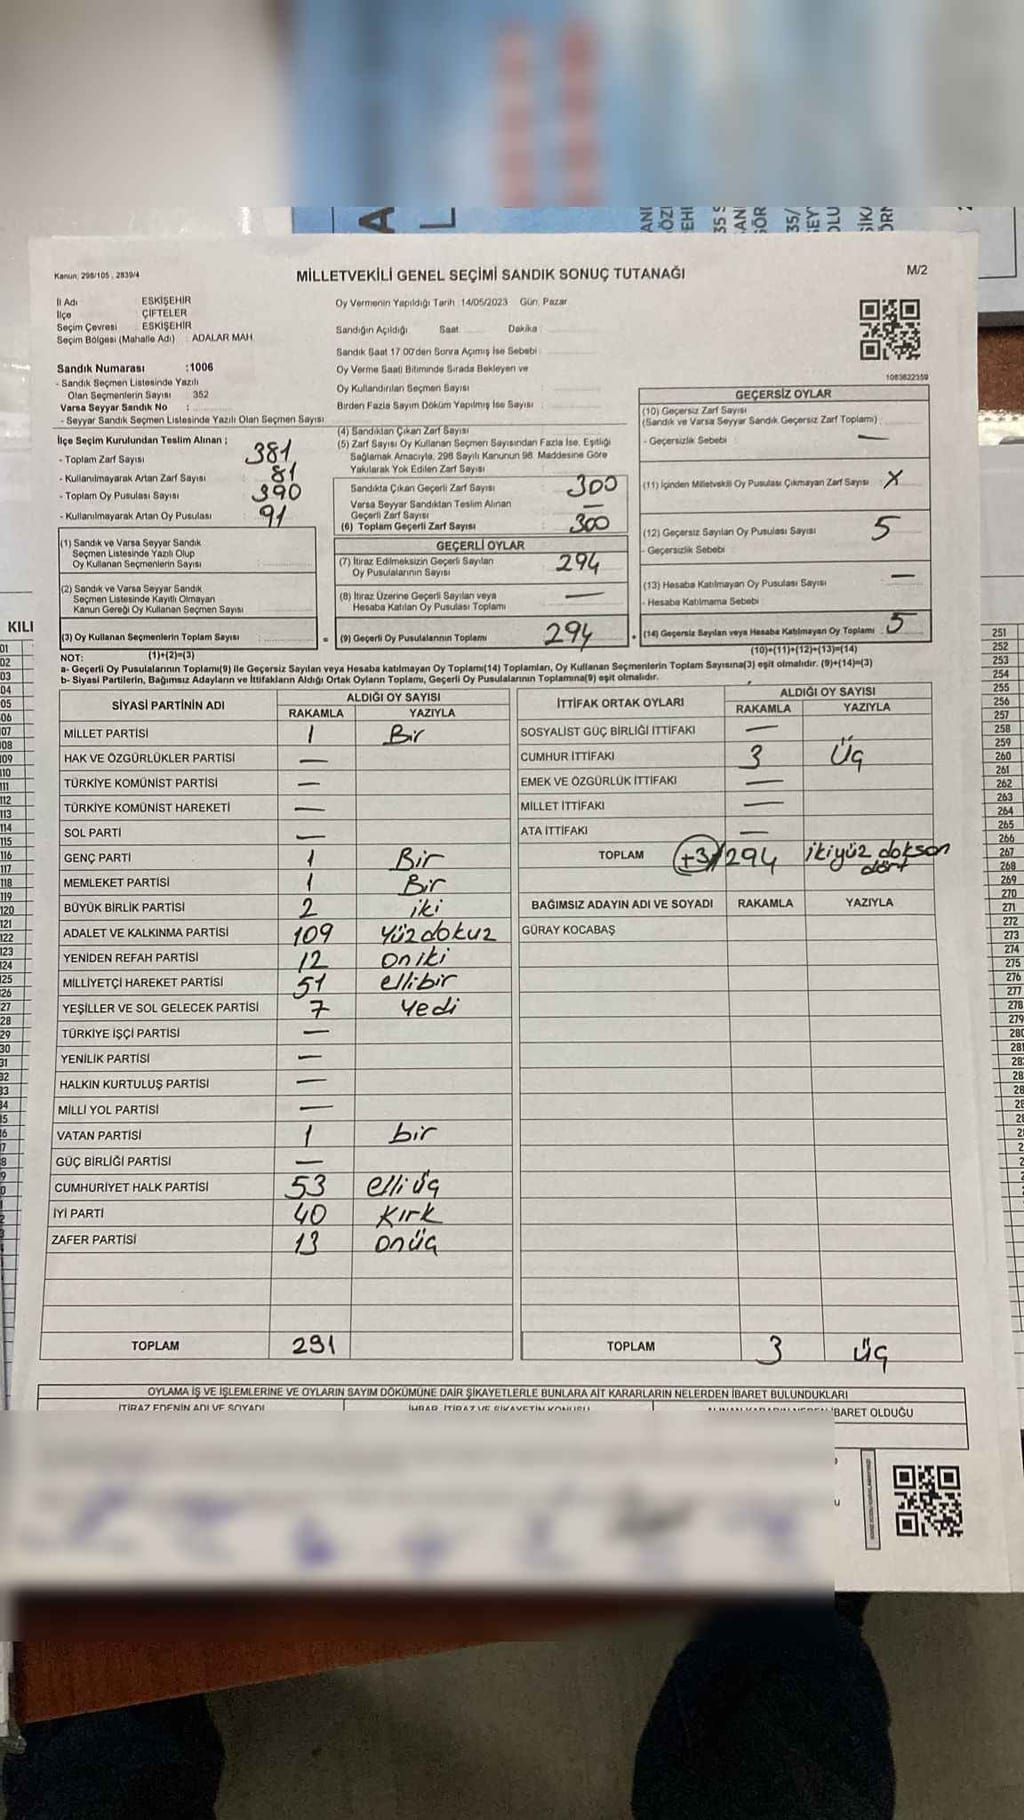 Kanun: 298/105 , 2839/4
MİLLETVEKİLİ GENEL SEÇİMİ SANDIK SONUÇ TUTANAĞI
M/2
İl Adı ESKİŞEHİR
İlçe ÇİFTELER
Seçim Çevresi ESKİŞEHİR
Seçim Bölgesi (Mahalle Adı) : ADALAR MAH
Sandık Numarası :1006
- Sandık Seçmen Listesinde Yazılı
Olan Seçmenlerin Sayısı : 352
Varsa Seyyar Sandık No :
- Seyyar Sandık Seçmen Listesinde Yazılı Olan Seçmen Sayısı
Oy Vermenin Yapıldığı Tarih :14/05/2023 Gün: Pazar
Sandığın Açıldığı Saat Dakika
Sandık Saat 17:00'den Sonra Açımış İse Sebebi
Oy Verme Saati Bitiminde Sırada Bekleyen ve
Oy Kullandırılan Seçmen Sayısı
Birden Fazla Sayım Döküm Yapılmış İse Sayısı
1083622359
İlçe Seçim Kurulundan Teslim Alınan ;
- Toplam Zarf Sayısı 381
- Kullanılmayarak Artan Zarf Sayısı 81
- Toplam Oy Pusulası Sayısı 390
- Kullanılmayarak Artan Oy Pusulası 91
(1) Sandık ve Varsa Seyyar Sandık
Seçmen Listesinde Yazılı Olup
Oy Kullanan Seçmenlerin Sayısı
(2) Sandık ve Varsa Seyyar Sandık
Seçmen Listesinde Kayıtlı Olmayan
Kanun Gereği Oy Kullanan Seçmen Sayısı
(3) Oy Kullanan Seçmenlerin Toplam Sayısı
(1)+(2)=(3)
(4) Sandıktan Çıkan Zarf Sayısı
(5) Zarf Sayısı Oy Kullanan Seçmen Sayısından Fazla İse, Eşitliği
Sağlamak Amacıyla, 298 Sayılı Kanunun 98. Maddesine Göre
Yakılarak Yok Edilen Zarf Sayısı
Sandıkta Çıkan Geçerli Zarf Sayısı 300
Varsa Seyyar Sandıktan Teslim Alınan
Geçerli Zarf Sayısı —
(6) Toplam Geçerli Zarf Sayısı 300
GEÇERLİ OYLAR
(7) İtiraz Edilmeksizin Geçerli Sayılan
Oy Pusulalarının Sayısı 294
(8) İtiraz Üzerine Geçerli Sayılan veya
Hesaba Katılan Oy Pusulası Toplamı —
= (9) Geçerli Oy Pusulalarının Toplamı 294
GEÇERSİZ OYLAR
(10) Geçersiz Zarf Sayısı
(Sandık ve Varsa Seyyar Sandık Geçersiz Zarf Toplamı)
- Geçersizlik Sebebi : —
(11) İçinden Milletvekili Oy Pusulası Çıkmayan Zarf Sayısı X
(12) Geçersiz Sayılan Oy Pusulası Sayısı 5
- Geçersizlik Sebebi
(13) Hesaba Katılmayan Oy Pusulası Sayısı —
- Hesaba Katılmama Sebebi
+ (14) Geçersiz Sayılan veya Hesaba Katılmayan Oy Toplamı : 5
(10)+(11)+(12)+(13)=(14)
NOT:
a- Geçerli Oy Pusulalarının Toplamı(9) ile Geçersiz Sayılan veya Hesaba katılmayan Oy Toplamı(14) Toplamları, Oy Kullanan Seçmenlerin Toplam Sayısına(3) eşit olmalıdır. (9)+(14)=(3)
b- Siyasi Partilerin, Bağımsız Adayların ve İttifakların Aldığı Ortak Oyların Toplamı, Geçerli Oy Pusulalarının Toplamına(9) eşit olmalıdır.
SİYASİ PARTİNİN ADI ALDIĞI OY SAYISI
RAKAMLA YAZIYLA
MİLLET PARTİSİ 1 Bir
HAK VE ÖZGÜRLÜKLER PARTİSİ —
TÜRKİYE KOMÜNİST PARTİSİ —
TÜRKİYE KOMÜNİST HAREKETİ —
SOL PARTİ —
GENÇ PARTİ 1 Bir
MEMLEKET PARTİSİ 1 Bir
BÜYÜK BİRLİK PARTİSİ 2 iki
ADALET VE KALKINMA PARTİSİ 109 Yüzdokuz
YENİDEN REFAH PARTİSİ 12 oniki
MİLLİYETÇİ HAREKET PARTİSİ 51 ellibir
YEŞİLLER VE SOL GELECEK PARTİSİ 7 Yedi
TÜRKİYE İŞÇİ PARTİSİ —
YENİLİK PARTİSİ —
HALKIN KURTULUŞ PARTİSİ —
MİLLİ YOL PARTİSİ —
VATAN PARTİSİ 1 bir
GÜÇ BİRLİĞİ PARTİSİ —
CUMHURİYET HALK PARTİSİ 53 elliüç
İYİ PARTİ 40 Kırk
ZAFER PARTİSİ 13 onüç
TOPLAM 291
İTTİFAK ORTAK OYLARI ALDIĞI OY SAYISI
RAKAMLA YAZIYLA
SOSYALİST GÜÇ BİRLİĞİ İTTİFAKI —
CUMHUR İTTİFAKI 3 Üç
EMEK VE ÖZGÜRLÜK İTTİFAKI —
MİLLET İTTİFAKI —
ATA İTTİFAKI —
TOPLAM +3/294 ikiyüz dokson
dört
BAĞIMSIZ ADAYIN ADI VE SOYADI RAKAMLA YAZIYLA
GÜRAY KOCABAŞ
TOPLAM 3 üç
OYLAMA İŞ VE İŞLEMLERİNE VE OYLARIN SAYIM DÖKÜMÜNE DAİR ŞİKAYETLERLE BUNLARA AİT KARARLARIN NELERDEN İBARET BULUNDUKLARI
İTİRAZ EDENİN ADI VE SOYADI İHBAR, İTİRAZ VE ŞİKAYETİN KONUSU İBARET OLDUĞU